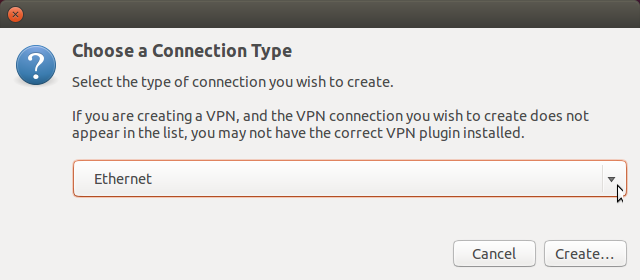 Choose a Connection Type
Select the type of connection you wish to create.
If you are creating a VPN, and the VPN connection you wish to create does not
appear in the list, you may not have the correct VPN plugin installed.
Ethernet
Cancel
Create...